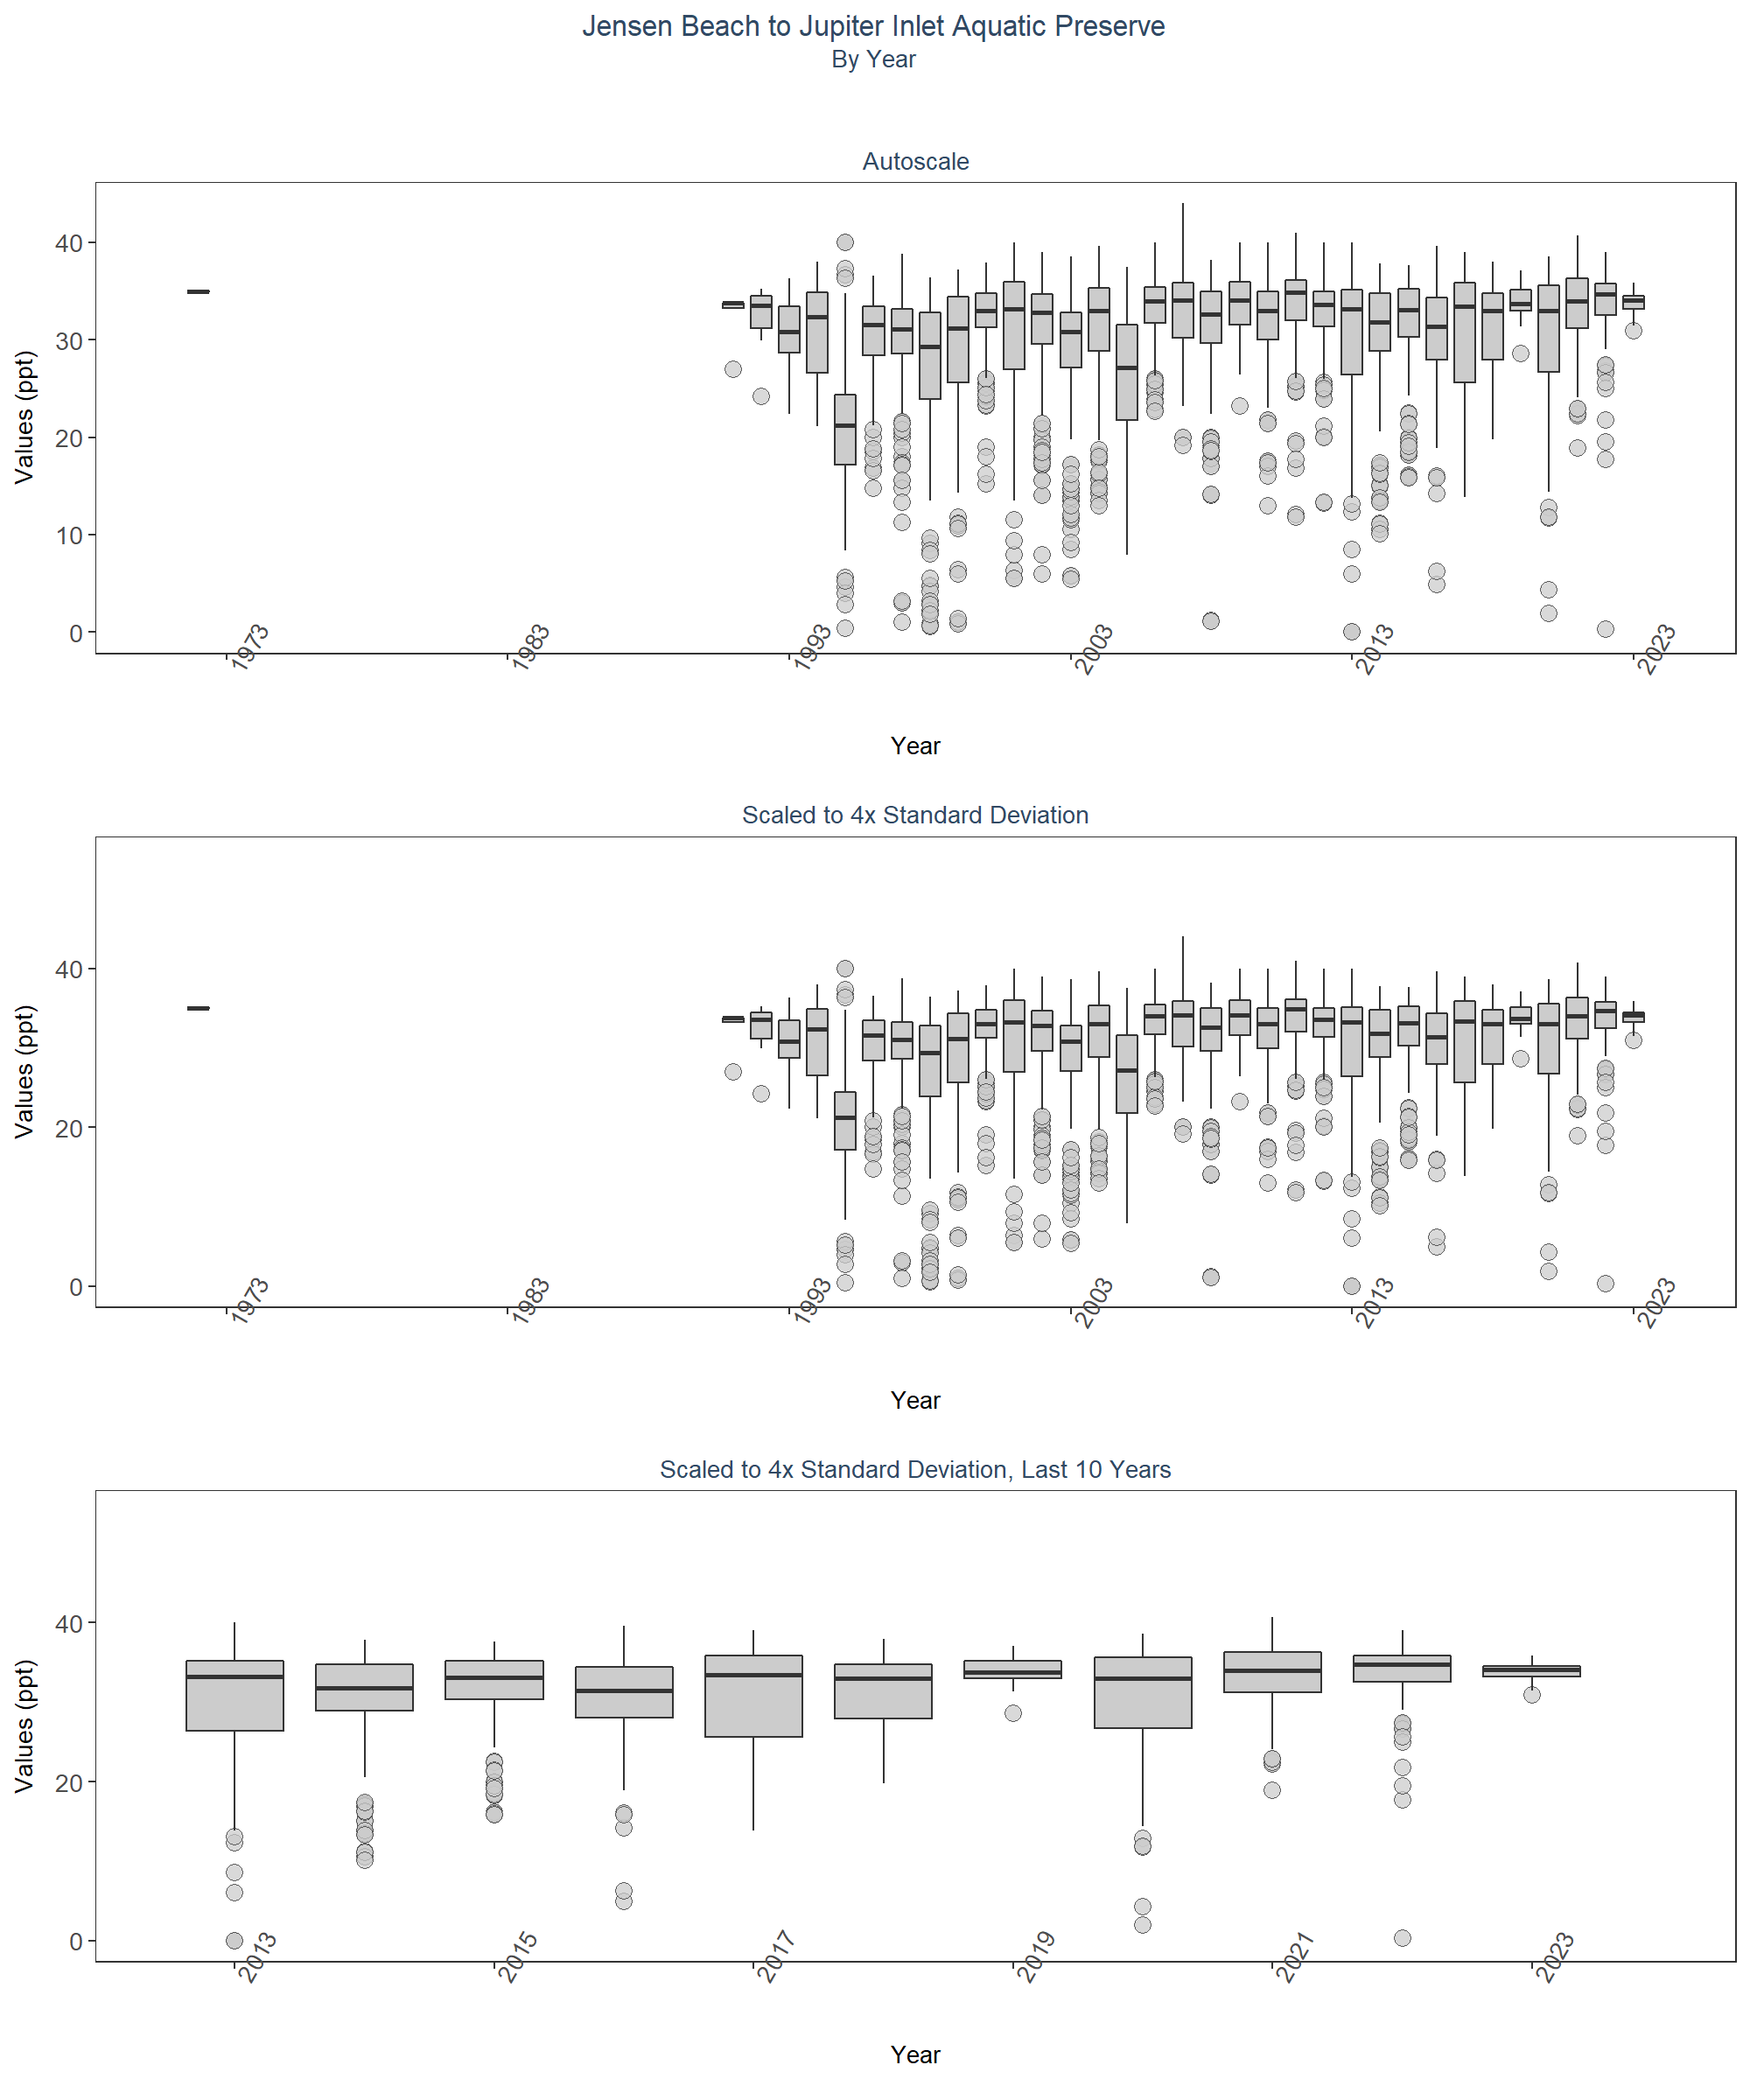 Jensen Beach to Jupiter Inlet Aquatic Preserve
By Year
Autoscale
Values (ppt)
40
30
20
10
0
1973
1983
1993
2003
2013
2023
Year
Scaled to 4x Standard Deviation
Values (ppt)
40
20
0
1973
1983
1993
2003
2013
2023
Year
Scaled to 4x Standard Deviation, Last 10 Years
Values (ppt)
40
20
0
2013
2015
2017
2019
2021
2023
Year